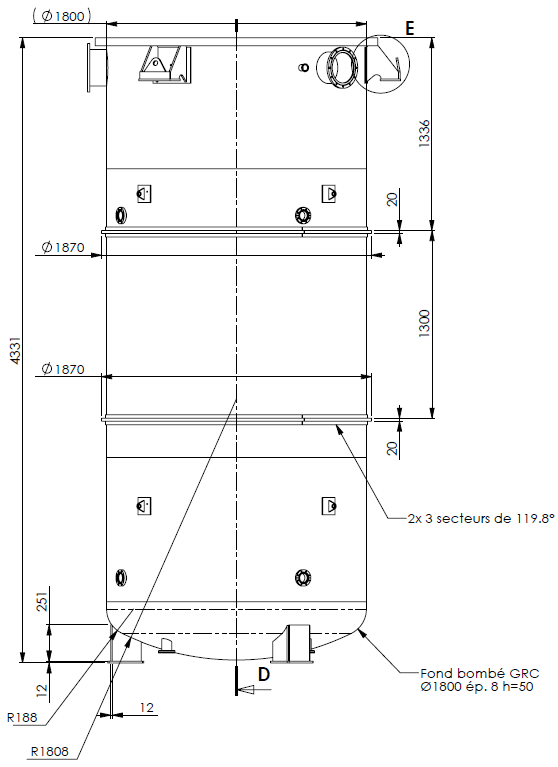 (Ø1800)
E
1336
20
Ø1870
4331
1300
Ø1870
20
2x 3 secteurs de 119.8°
251
12
D
Fond bombé GRC
Ø1800 ép. 8 h=50
12
R188
R1808